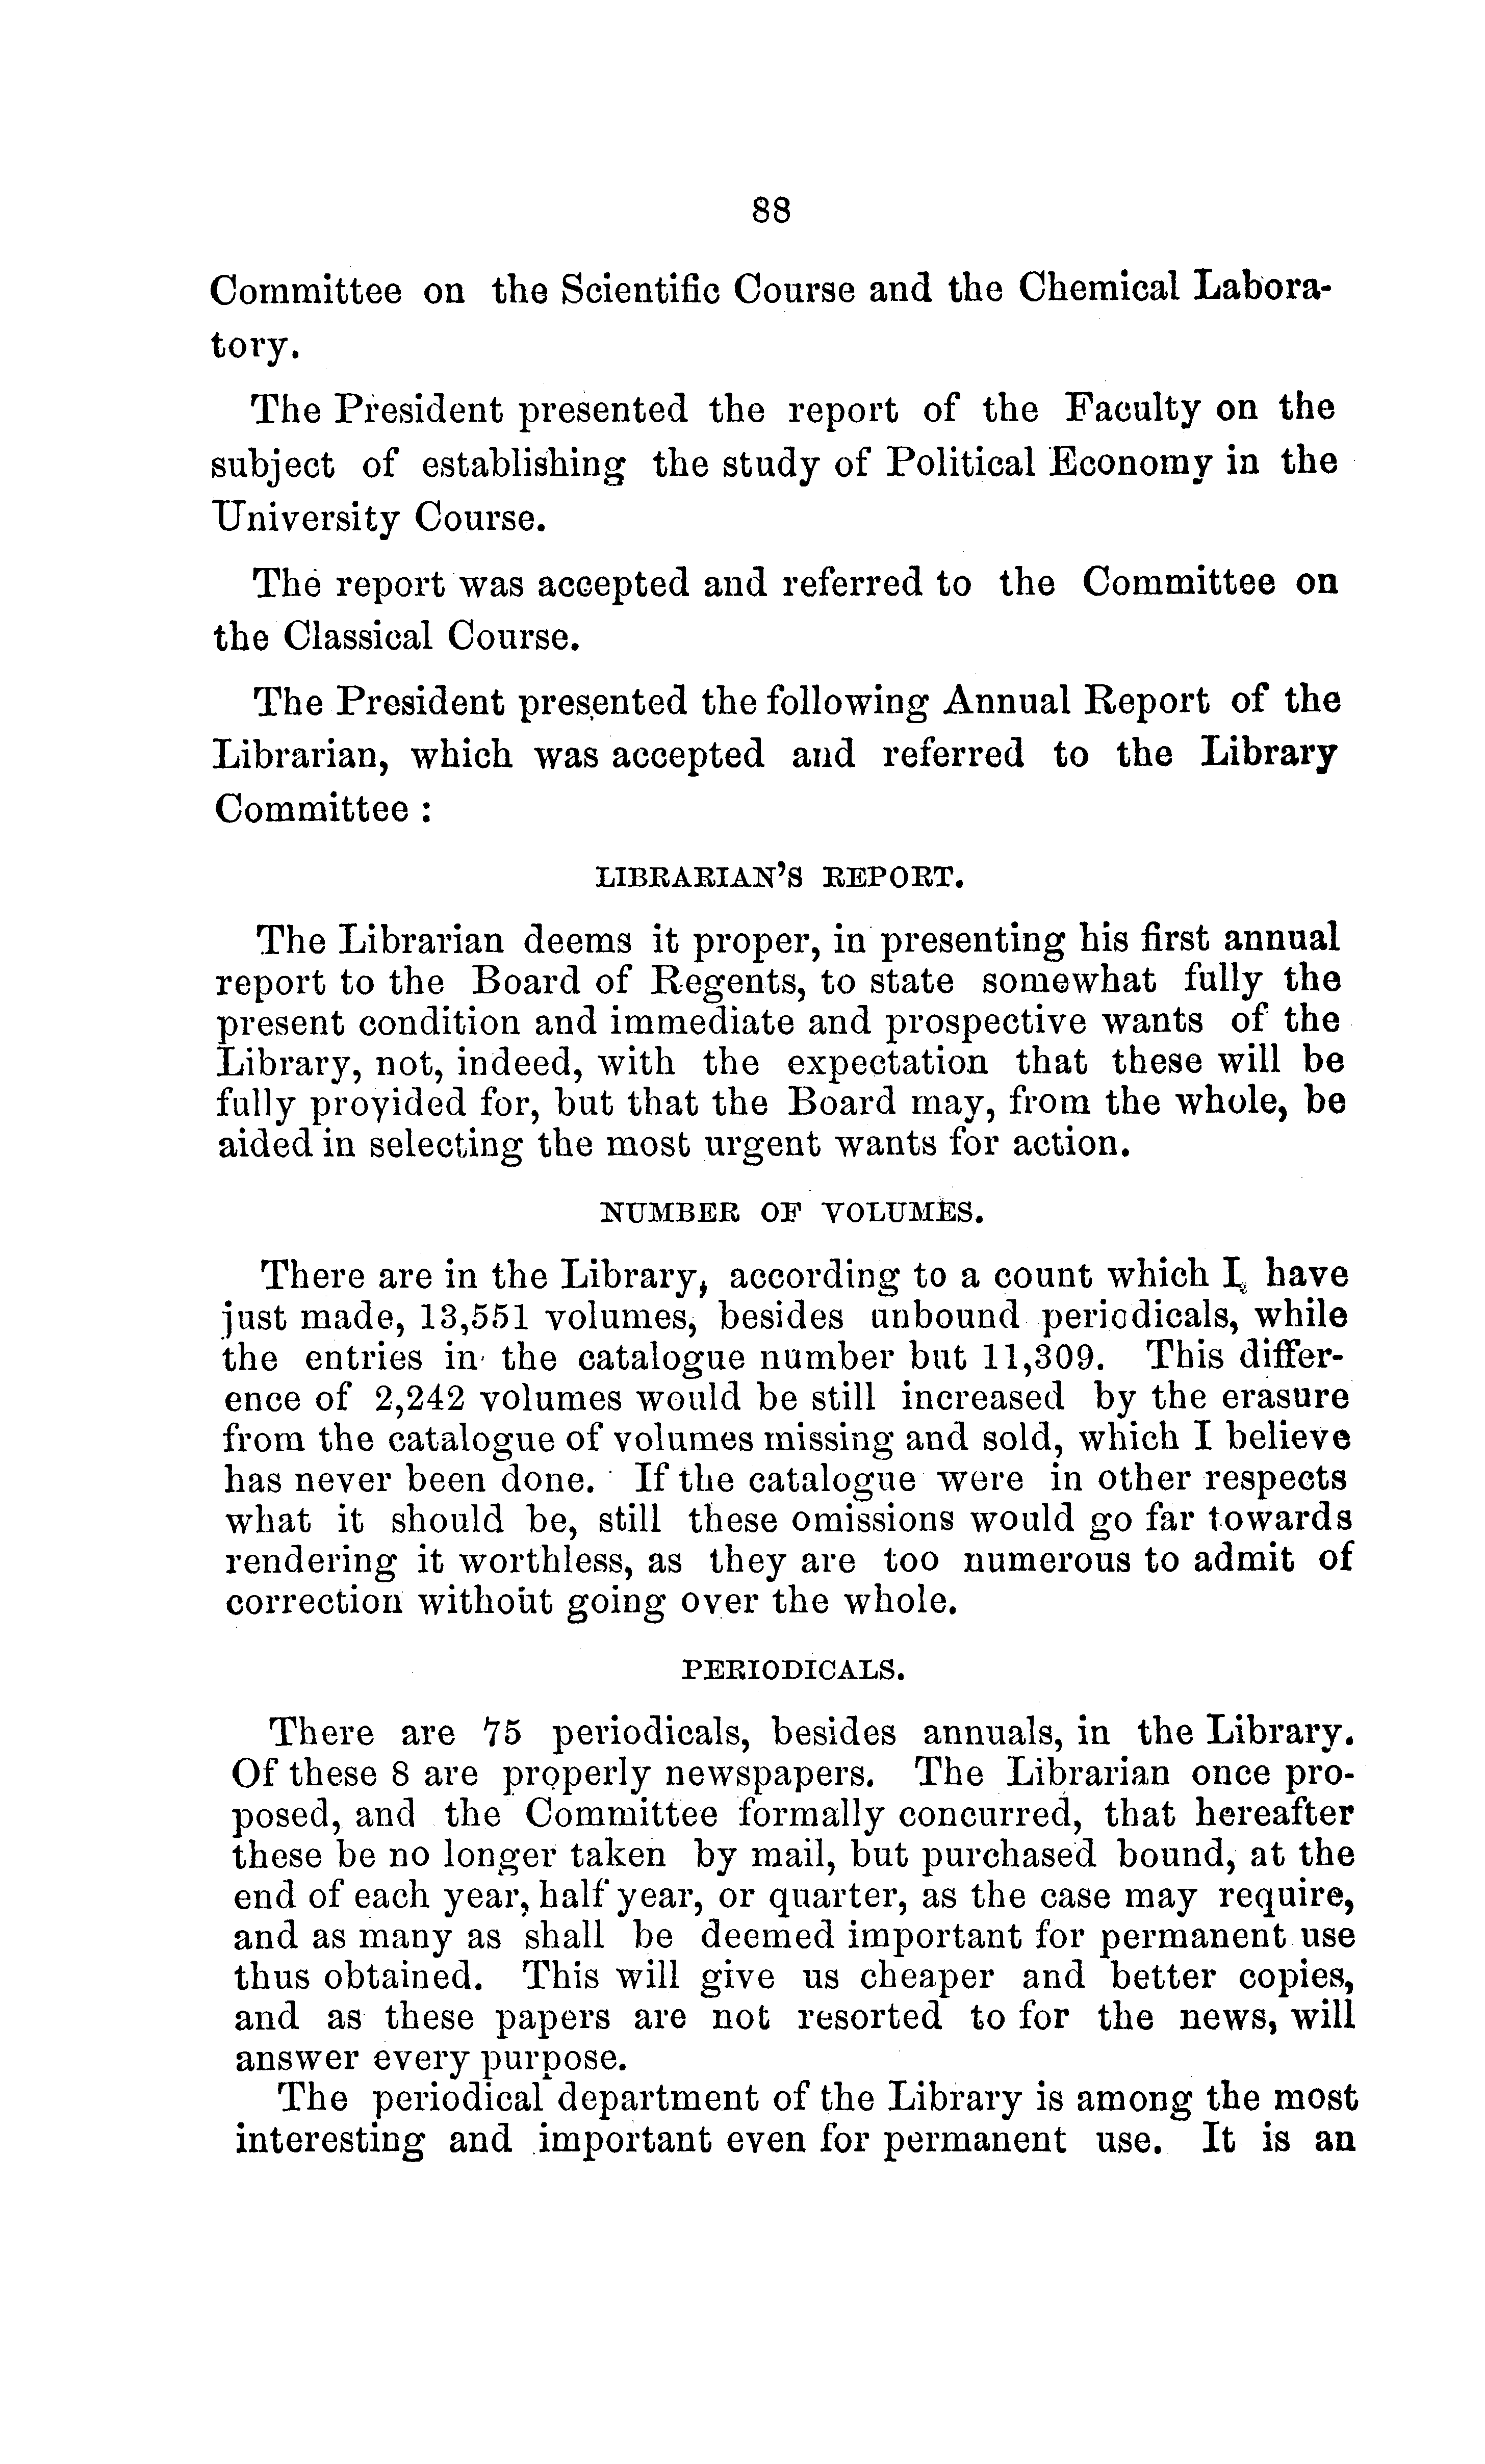 88
Committee on the Scientific Course and the Chemical Labora-
tory.
The President presented the report of the Faculty on the
subject of establishing the study of Political Economy in the
University Course.
The report was accepted and referred to the Committee on
the Classical Course.
The President presented the following Annual Report of the
Librarian, which was accepted and referred to the Library
Committee :
LIBRARIAN'S REPORT.
The Librarian deems it proper, in presenting his first annual
report to the Board of Regents, to state somewhat fully the
present condition and immediate and prospective wants of the
Library, not, indeed, with the expectation that these will be
fully provided for, but that the Board may, from the whole, be
aided in selecting the most urgent wants for action.
NUMBER OF VOLUMES.
There are in the Library, according to a count which I have
just made, 13,551 volumes, besides unbound periodicals, while
the entries in the catalogue number but 11,309. This differ-
ence of 2,242 volumes would be still increased by the erasure
from the catalogue of volumes missing and sold, which I believe
has never been done. If the catalogue were in other respects
what it should be, still these omissions would go far towards
rendering it worthless, as they are too numerous to admit of
correction without going over the whole.
PERIODICALS.
There are 75 periodicals, besides annuals, in the Library.
Of these 8 are properly newspapers. The Librarian once pro-
posed, and the Committee formally concurred, that hereafter
these be no longer taken by mail, but purchased bound, at the
end of each year, half year, or quarter, as the case may require,
and as many as shall be deemed important for permanent use
thus obtained. This will give us cheaper and better copies,
and as these papers are not resorted to for the news, will
answer every purpose.
The periodical department of the Library is among the most
interesting and important even for permanent use. It is an